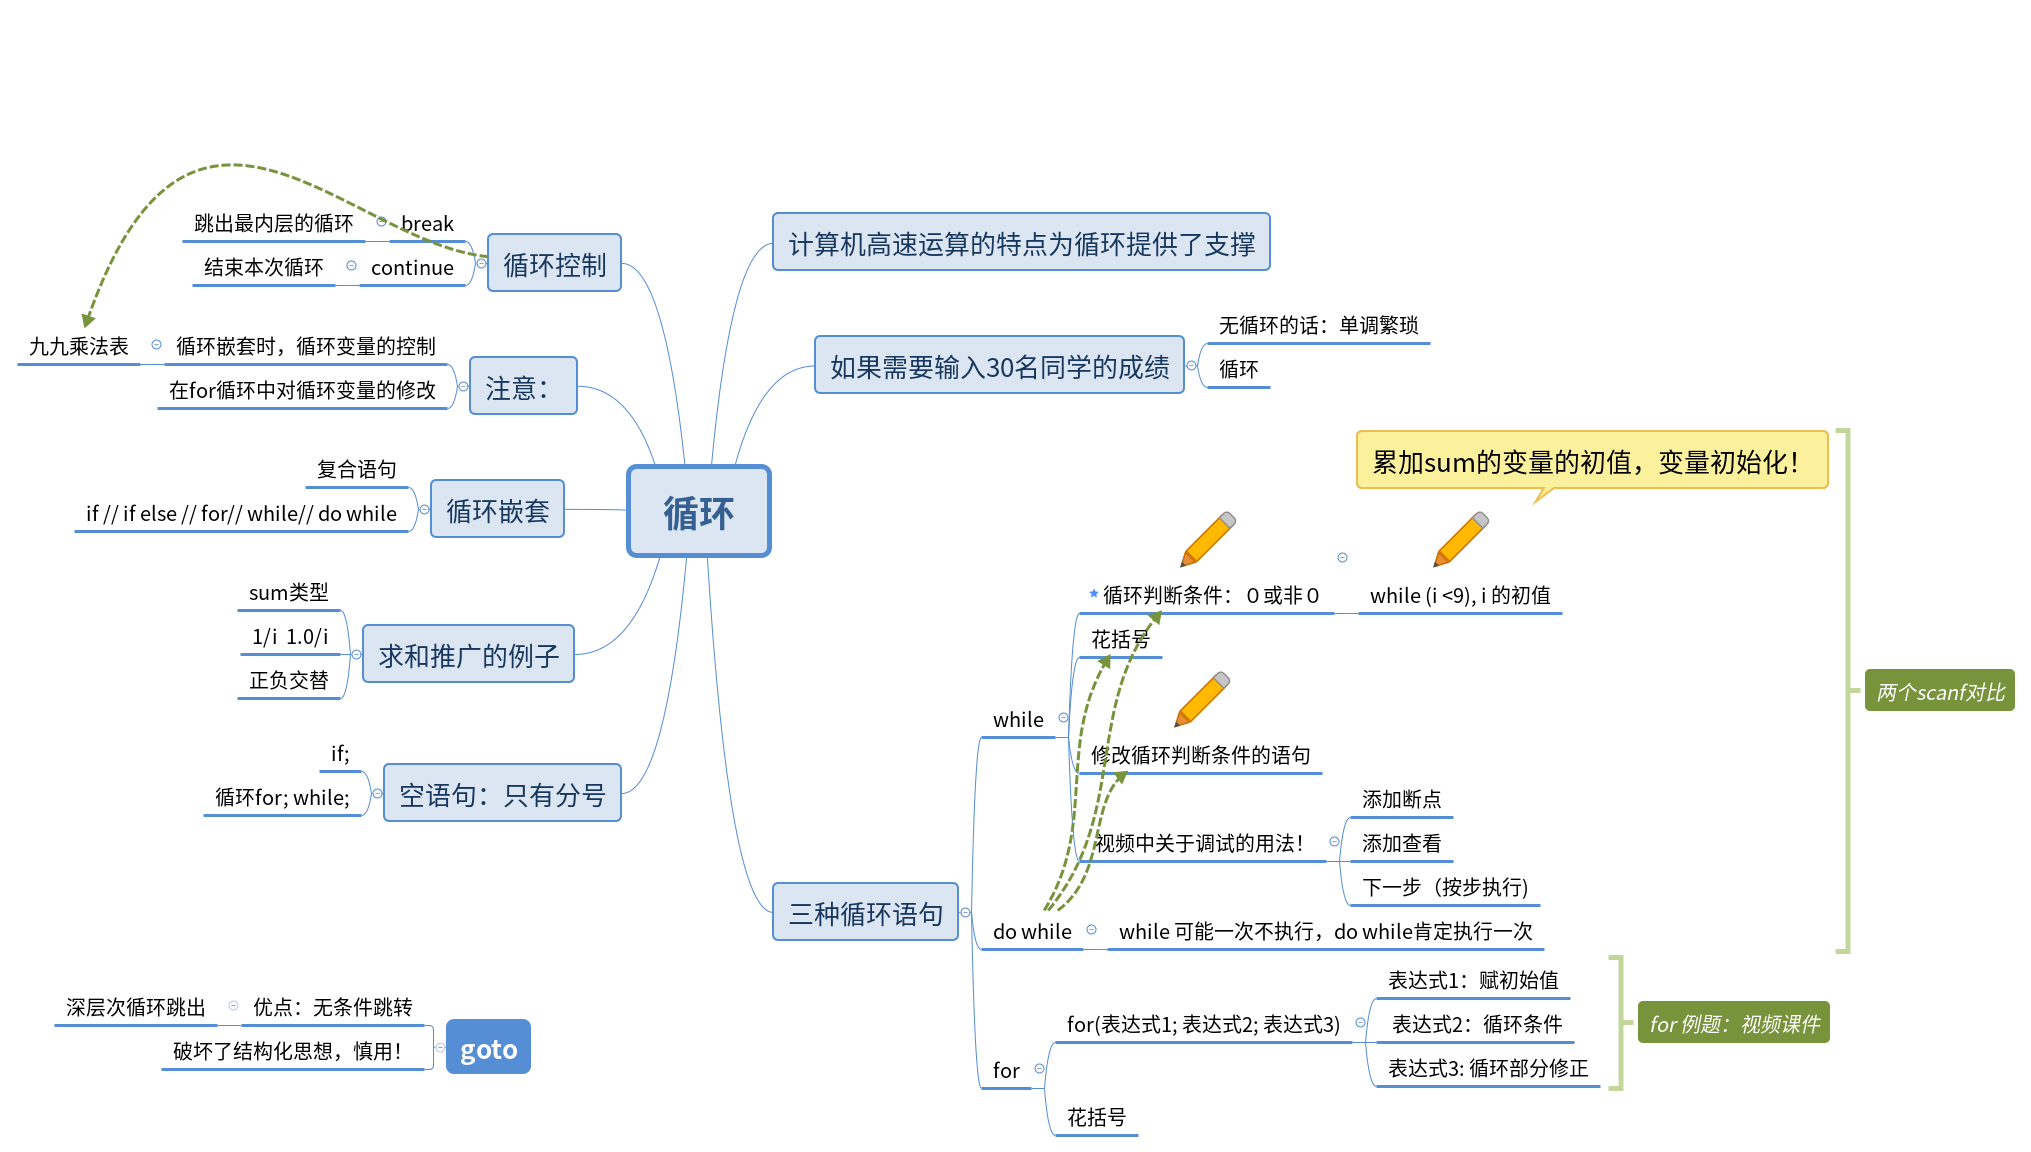 循环
计算机高速运算的特点为循环提供了支撑
如果需要输入30名同学的成绩
无循环的话：单调繁琐
循环
三种循环语句
while
累加sum的变量的初值，变量初始化！
循环判断条件：０或非０
while (i <9), i 的初值
花括号
修改循环判断条件的语句
视频中关于调试的用法！
添加断点
添加查看
下一步（按步执行)
do while
while 可能一次不执行，do while肯定执行一次
两个scanf对比
for
for(表达式1; 表达式2; 表达式3)
表达式1：赋初始值
表达式2：循环条件
表达式3: 循环部分修正
花括号
for 例题：视频课件
循环控制
break
跳出最内层的循环
continue
结束本次循环
注意：
循环嵌套时，循环变量的控制
九九乘法表
在for循环中对循环变量的修改
循环嵌套
复合语句
if // if else // for// while// do while
求和推广的例子
sum类型
1/i  1.0/i
正负交替
空语句：只有分号
if;
循环for; while;
goto
优点：无条件跳转
深层次循环跳出
破坏了结构化思想，慎用！